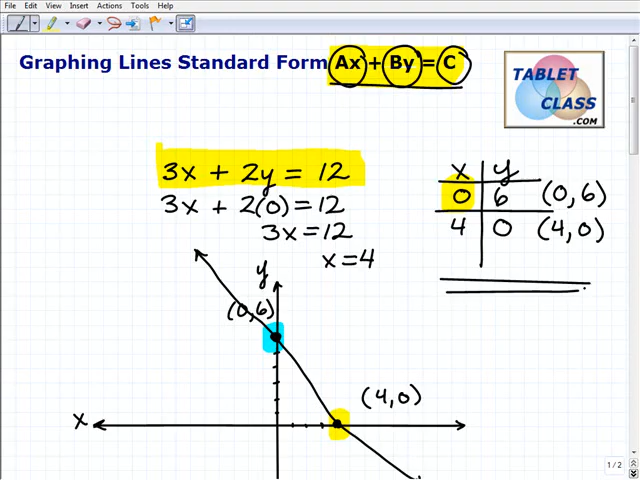 File Edit View Insert Actions Tools Help
Graphing Lines Standard Form Ax + By = C
TABLET
CLASS
.COM
3x + 2y = 12
3x + 2(0) = 12
3x = 12
x = 4
x y
0 6 (0, 6)
4 0 (4, 0)
y
(0, 6)
(4, 0)
x
1 / 2